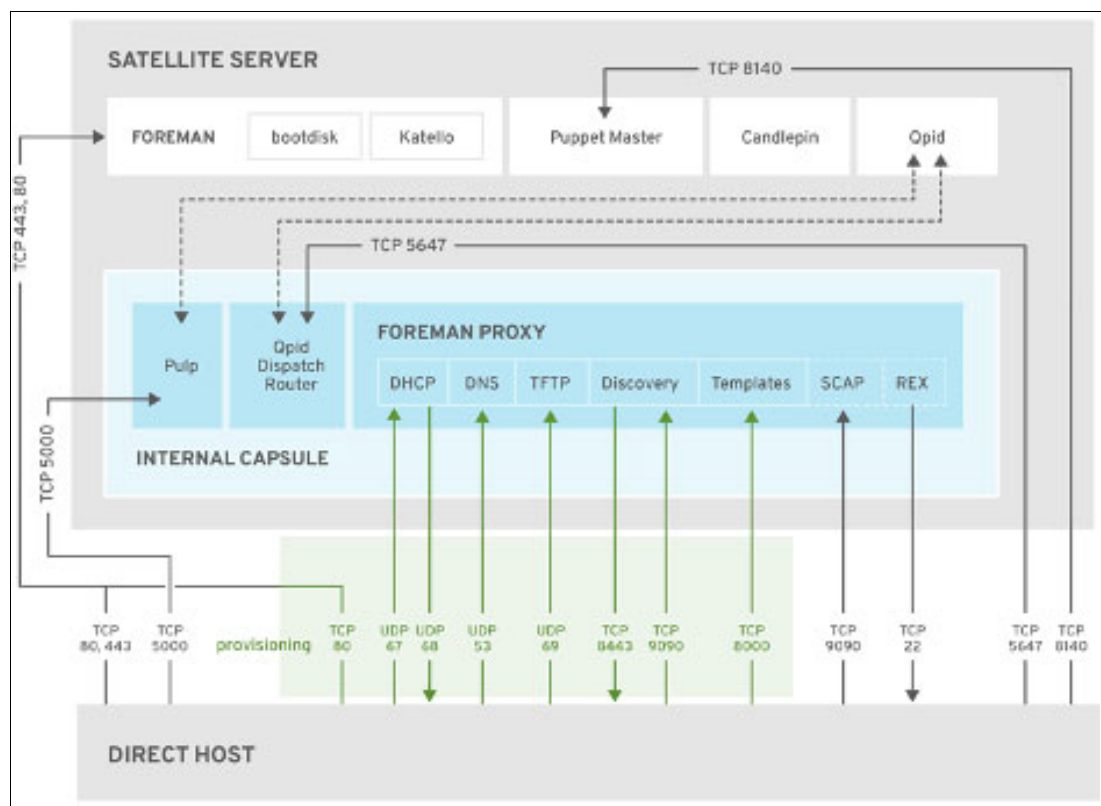 SATELLITE SERVER
TCP 8140
FOREMAN
bootdisk
Katello
Puppet Master
Candlepin
Qpid
TCP 443, 80
TCP 5647
Pulp
Qpid
Dispatch
Router
FOREMAN PROXY
DHCP
DNS
TFTP
Discovery
Templates
SCAP
REX
INTERNAL CAPSULE
TCP 5000
TCP
80, 443
TCP
5000
provisioning
TCP
80
UDP
67
UDP
68
UDP
53
UDP
69
TCP
8443
TCP
9090
TCP
8000
TCP
9090
TCP
22
TCP
5647
TCP
8140
DIRECT HOST